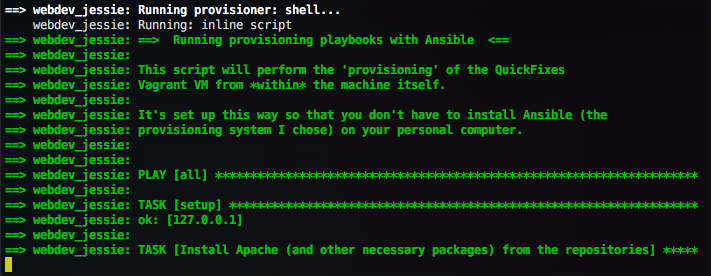 ==> webdev_jessie: Running provisioner: shell...
    webdev_jessie: Running: inline script
==> webdev_jessie: ==>  Running provisioning playbooks with Ansible  <==
==> webdev_jessie:
==> webdev_jessie: This script will perform the 'provisioning' of the QuickFixes
==> webdev_jessie: Vagrant VM from *within* the machine itself.
==> webdev_jessie:
==> webdev_jessie: It's set up this way so that you don't have to install Ansible (the
==> webdev_jessie: provisioning system I chose) on your personal computer.
==> webdev_jessie:
==> webdev_jessie:
==> webdev_jessie: PLAY [all] *******************************************************************
==> webdev_jessie:
==> webdev_jessie: TASK [setup] *****************************************************************
==> webdev_jessie: ok: [127.0.0.1]
==> webdev_jessie:
==> webdev_jessie: TASK [Install Apache (and other necessary packages) from the repositories] *****